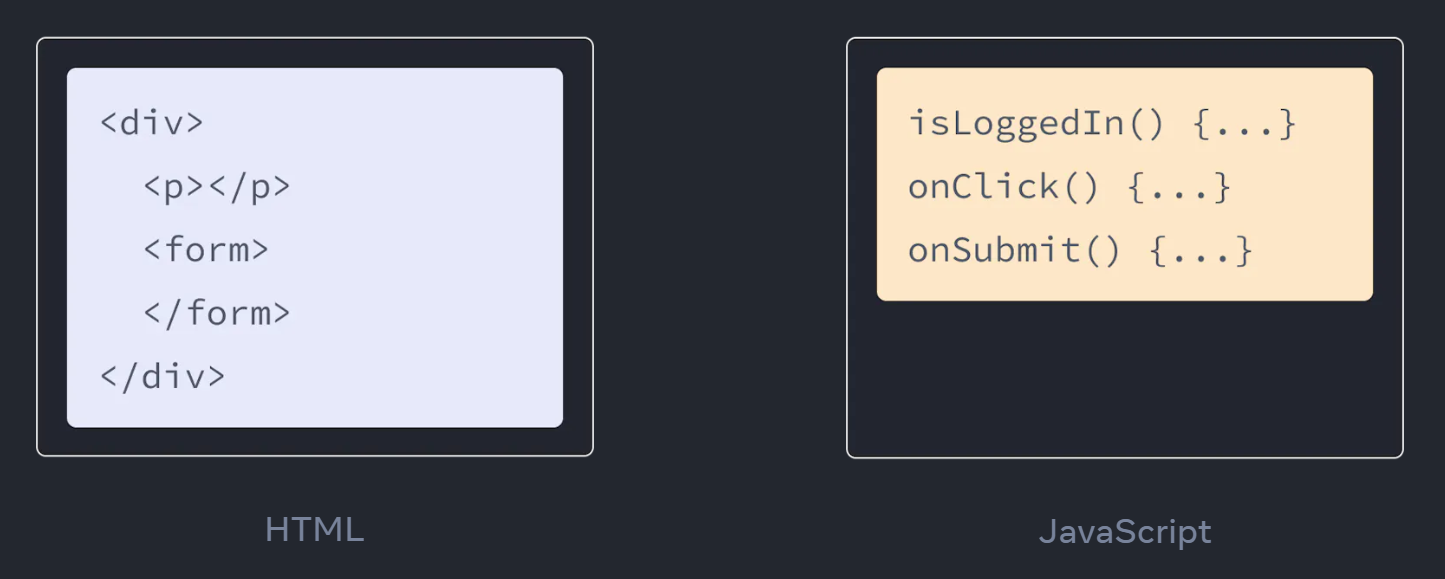 <div>
<p></p>
<form>
</form>
</div>
HTML
isLoggedIn() {...}
onClick() {...}
onSubmit() {...}
JavaScript